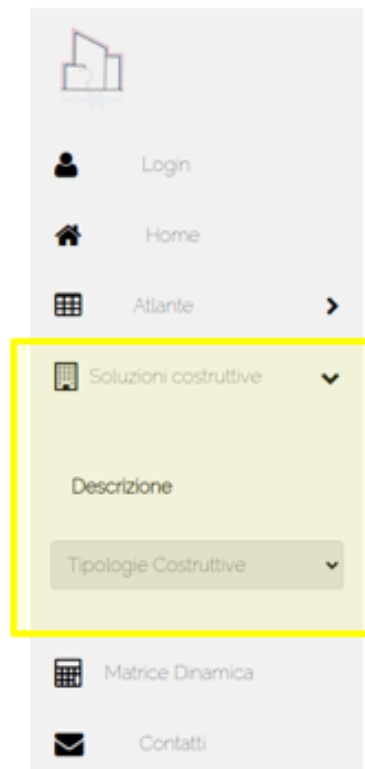 Login
Home
Atlante
Soluzioni costruttive
Descrizione
Tipologie Costruttive
Matrice Dinamica
Contatti